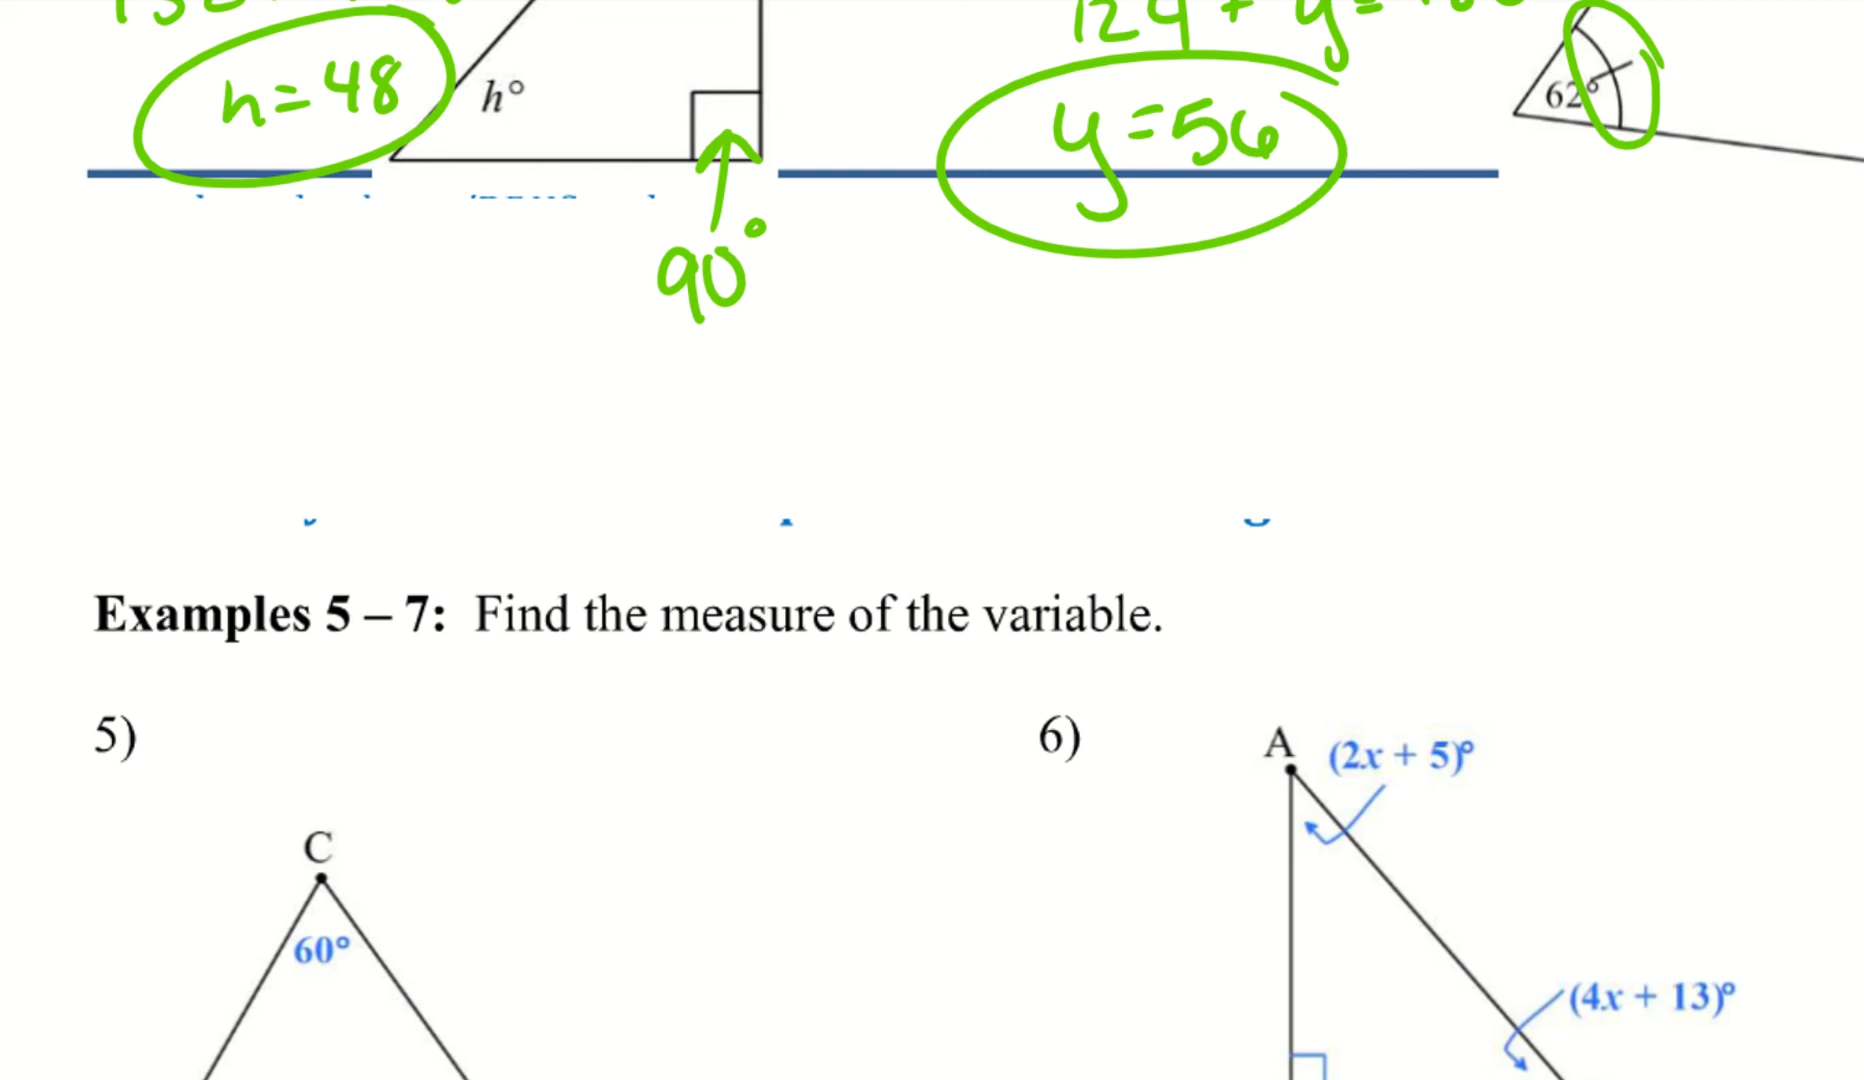 124 + y =
h=48
h°
y=56
62°
90°
Examples 5 – 7: Find the measure of the variable.
5)
6)
A
(2x + 5)°
C
60°
(4x + 13)°